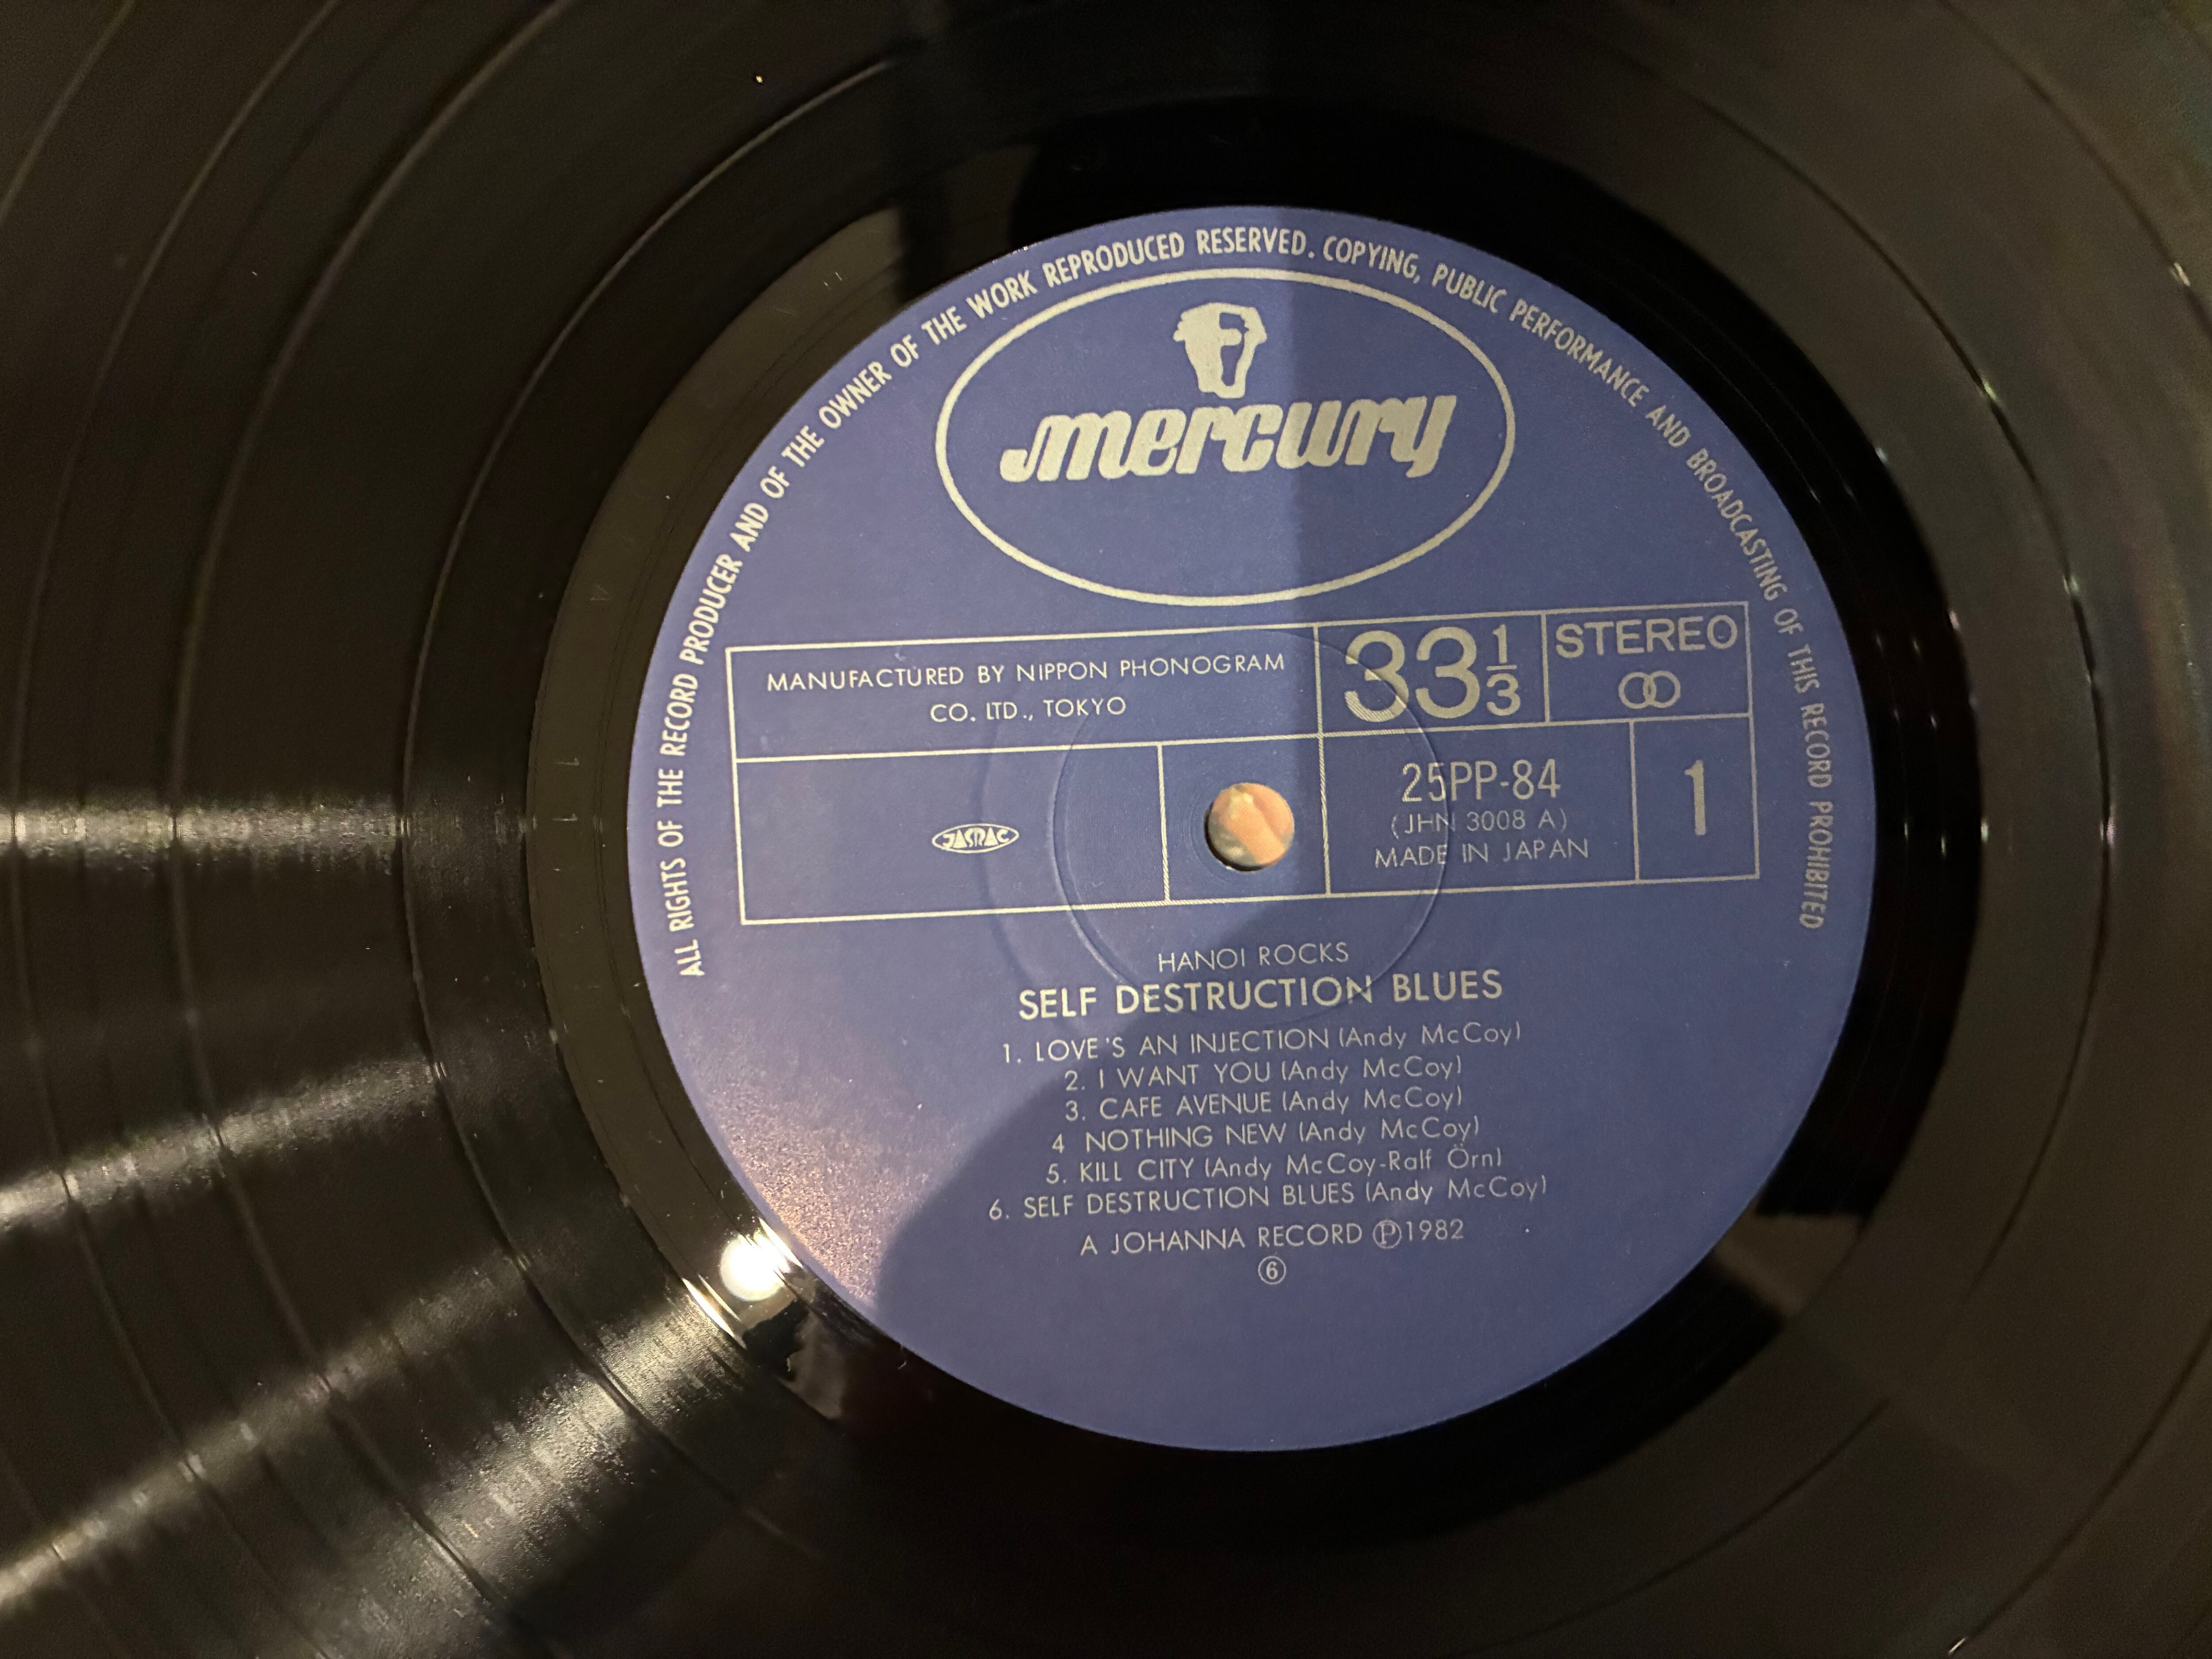 ALL RIGHTS OF THE RECORD PRODUCER AND OF THE OWNER OF THE WORK REPRODUCED RESERVED. COPYING, PUBLIC PERFORMANCE AND BROADCASTING OF THIS RECORD PROHIBITED
mercury
MANUFACTURED BY NIPPON PHONOGRAM
CO. LTD., TOKYO
33 1/3
STEREO
JASRAC
25PP-84
(JHN 3008 A)
MADE IN JAPAN
1
HANOI ROCKS
SELF DESTRUCTION BLUES
1. LOVE'S AN INJECTION (Andy McCoy)
2. I WANT YOU (Andy McCoy)
3. CAFE AVENUE (Andy McCoy)
4 NOTHING NEW (Andy McCoy)
5. KILL CITY (Andy McCoy-Ralf Örn)
6. SELF DESTRUCTION BLUES (Andy McCoy)
A JOHANNA RECORD Ⓟ1982
⑥